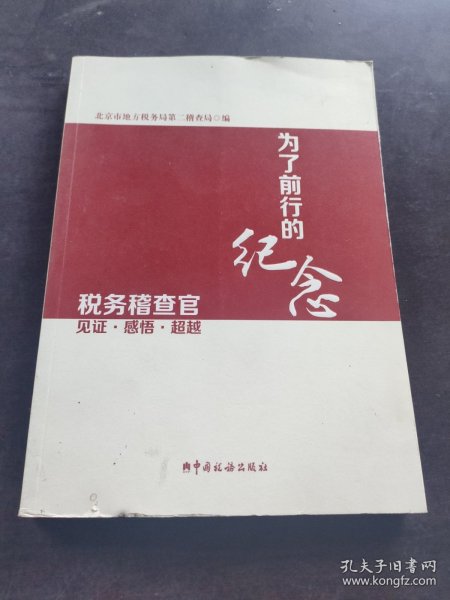 北京市地方税务局第二稽查局◎编
为了前行的
纪念
税务稽查官
见证·感悟·超越
中国税务出版社
孔夫子旧书网
www.kongfz.com